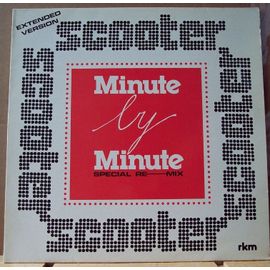 EXTENDED
VERSION
scooter
scooter
scooter
scooter
Minute
by
Minute
SPECIAL RE—MIX
rkm